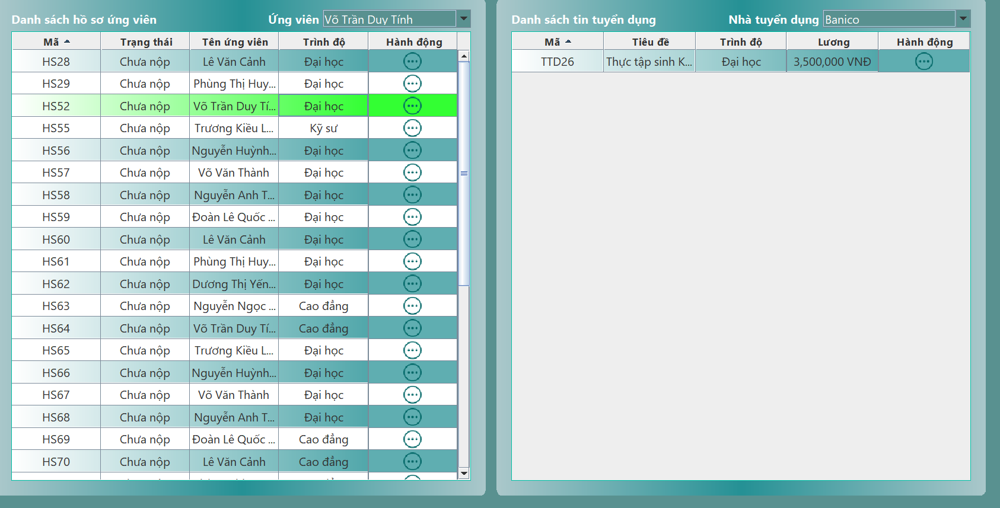 Danh sách hồ sơ ứng viên Ứng viên Võ Trần Duy Tính
Mã Trạng thái Tên ứng viên Trình độ Hành động
HS28 Chưa nộp Lê Văn Cảnh Đại học
HS29 Chưa nộp Phùng Thị Huy... Đại học
HS52 Chưa nộp Võ Trần Duy Tí... Đại học
HS55 Chưa nộp Trương Kiều L... Kỹ sư
HS56 Chưa nộp Nguyễn Huỳnh... Đại học
HS57 Chưa nộp Võ Văn Thành Đại học
HS58 Chưa nộp Nguyễn Anh T... Đại học
HS59 Chưa nộp Đoàn Lê Quốc ... Đại học
HS60 Chưa nộp Lê Văn Cảnh Đại học
HS61 Chưa nộp Phùng Thị Huy... Đại học
HS62 Chưa nộp Dương Thị Yến... Đại học
HS63 Chưa nộp Nguyễn Ngọc ... Cao đẳng
HS64 Chưa nộp Võ Trần Duy Tí... Cao đẳng
HS65 Chưa nộp Trương Kiều L... Đại học
HS66 Chưa nộp Nguyễn Huỳnh... Đại học
HS67 Chưa nộp Võ Văn Thành Đại học
HS68 Chưa nộp Nguyễn Anh T... Đại học
HS69 Chưa nộp Đoàn Lê Quốc ... Cao đẳng
HS70 Chưa nộp Lê Văn Cảnh Cao đẳng
Danh sách tin tuyển dụng Nhà tuyển dụng Banico
Mã Tiêu đề Trình độ Lương Hành động
TTD26 Thực tập sinh K... Đại học 3,500,000 VNĐ